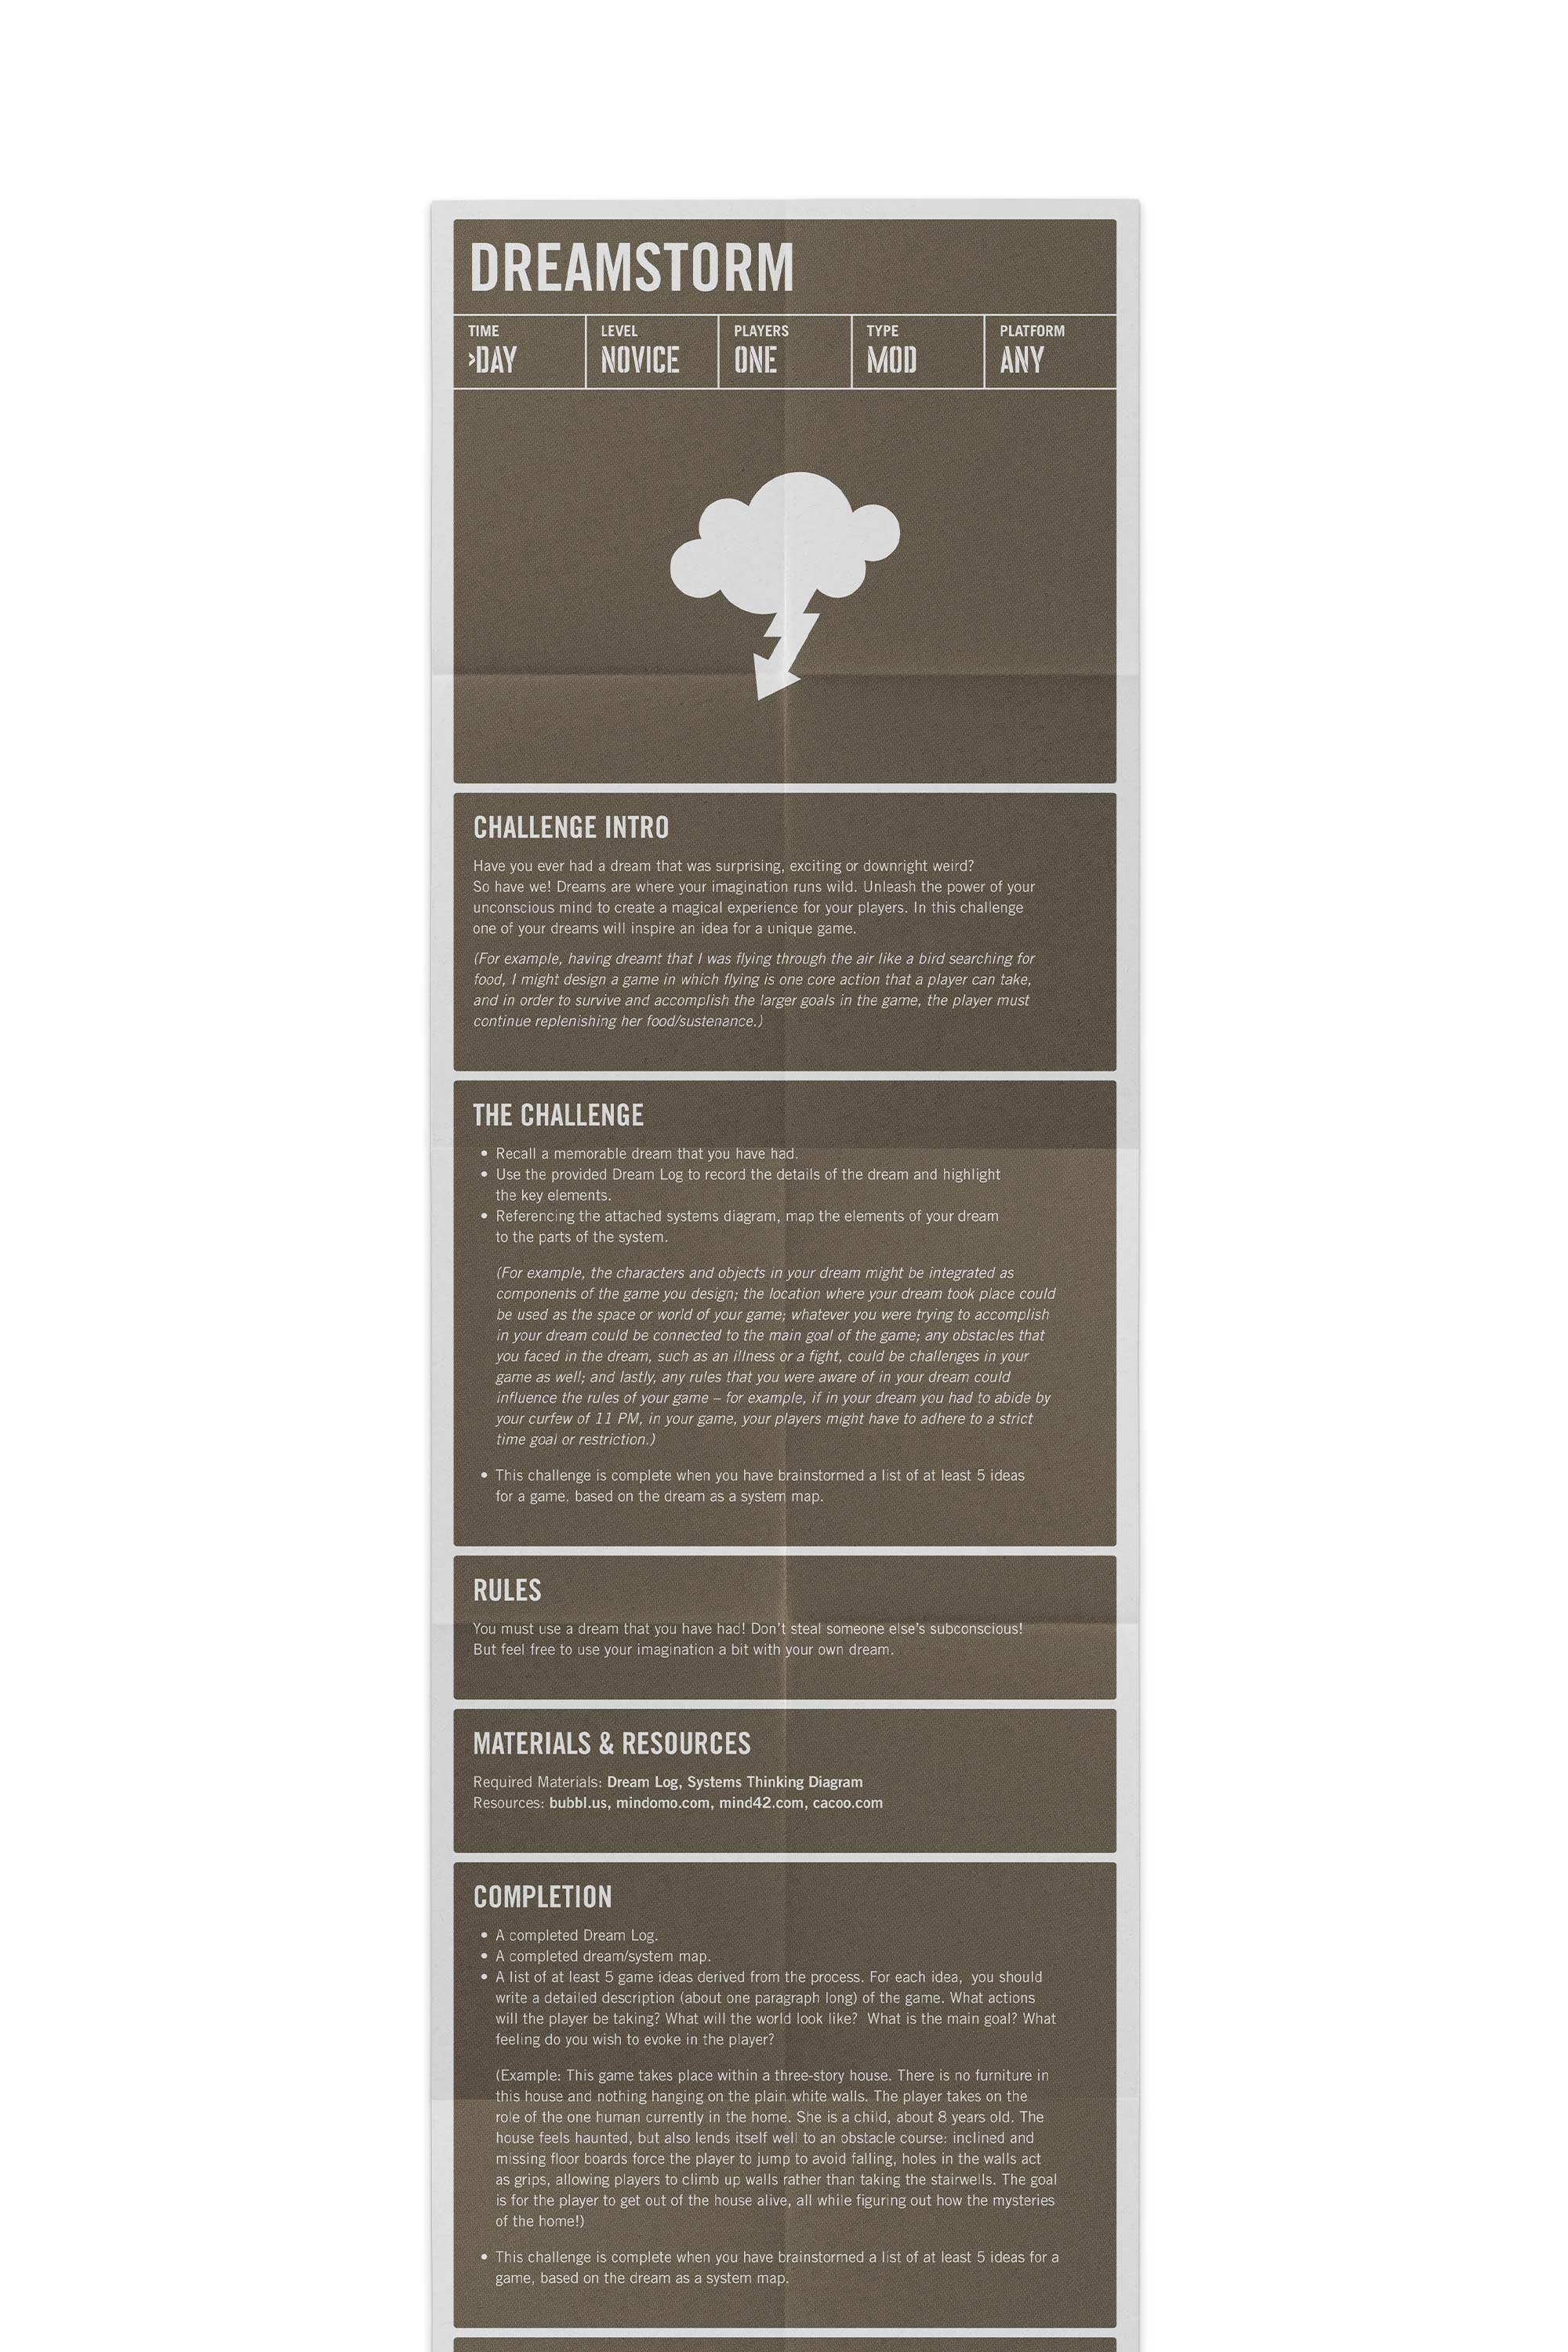 DREAMSTORM
TIME
>DAY
LEVEL
NOVICE
PLAYERS
ONE
TYPE
MOD
PLATFORM
ANY
CHALLENGE INTRO
Have you ever had a dream that was surprising, exciting or downright weird?
So have we! Dreams are where your imagination runs wild. Unleash the power of your
unconscious mind to create a magical experience for your players. In this challenge
one of your dreams will inspire an idea for a unique game.
(For example, having dreamt that I was flying through the air like a bird searching for
food, I might design a game in which flying is one core action that a player can take,
and in order to survive and accomplish the larger goals in the game, the player must
continue replenishing her food/sustenance.)
THE CHALLENGE
• Recall a memorable dream that you have had.
• Use the provided Dream Log to record the details of the dream and highlight
the key elements.
• Referencing the attached systems diagram, map the elements of your dream
to the parts of the system.
(For example, the characters and objects in your dream might be integrated as
components of the game you design; the location where your dream took place could
be used as the space or world of your game; whatever you were trying to accomplish
in your dream could be connected to the main goal of the game; any obstacles that
you faced in the dream, such as an illness or a fight, could be challenges in your
game as well; and lastly, any rules that you were aware of in your dream could
influence the rules of your game – for example, if in your dream you had to abide by
your curfew of 11 PM, in your game, your players might have to adhere to a strict
time goal or restriction.)
• This challenge is complete when you have brainstormed a list of at least 5 ideas
for a game, based on the dream as a system map.
RULES
You must use a dream that you have had! Don't steal someone else's subconscious!
But feel free to use your imagination a bit with your own dream.
MATERIALS & RESOURCES
Required Materials: Dream Log, Systems Thinking Diagram
Resources: bubbl.us, mindomo.com, mind42.com, cacoo.com
COMPLETION
• A completed Dream Log.
• A completed dream/system map.
• A list of at least 5 game ideas derived from the process. For each idea, you should
write a detailed description (about one paragraph long) of the game. What actions
will the player be taking? What will the world look like? What is the main goal? What
feeling do you wish to evoke in the player?
(Example: This game takes place within a three-story house. There is no furniture in
this house and nothing hanging on the plain white walls. The player takes on the
role of the one human currently in the home. She is a child, about 8 years old. The
house feels haunted, but also lends itself well to an obstacle course: inclined and
missing floor boards force the player to jump to avoid falling, holes in the walls act
as grips, allowing players to climb up walls rather than taking the stairwells. The goal
is for the player to get out of the house alive, all while figuring out how the mysteries
of the home!)
• This challenge is complete when you have brainstormed a list of at least 5 ideas for a
game, based on the dream as a system map.